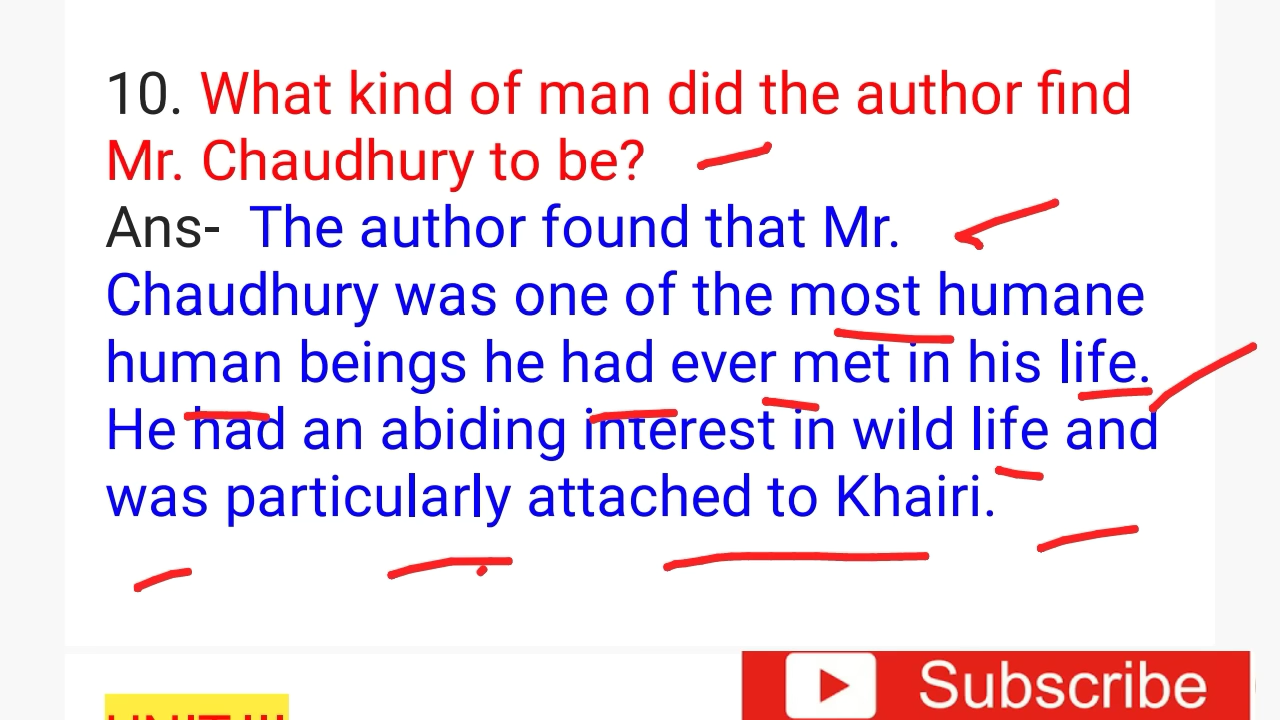 10. What kind of man did the author find
Mr. Chaudhury to be?
Ans- The author found that Mr.
Chaudhury was one of the most humane
human beings he had ever met in his life.
He had an abiding interest in wild life and
was particularly attached to Khairi.
Subscribe
UNIT III